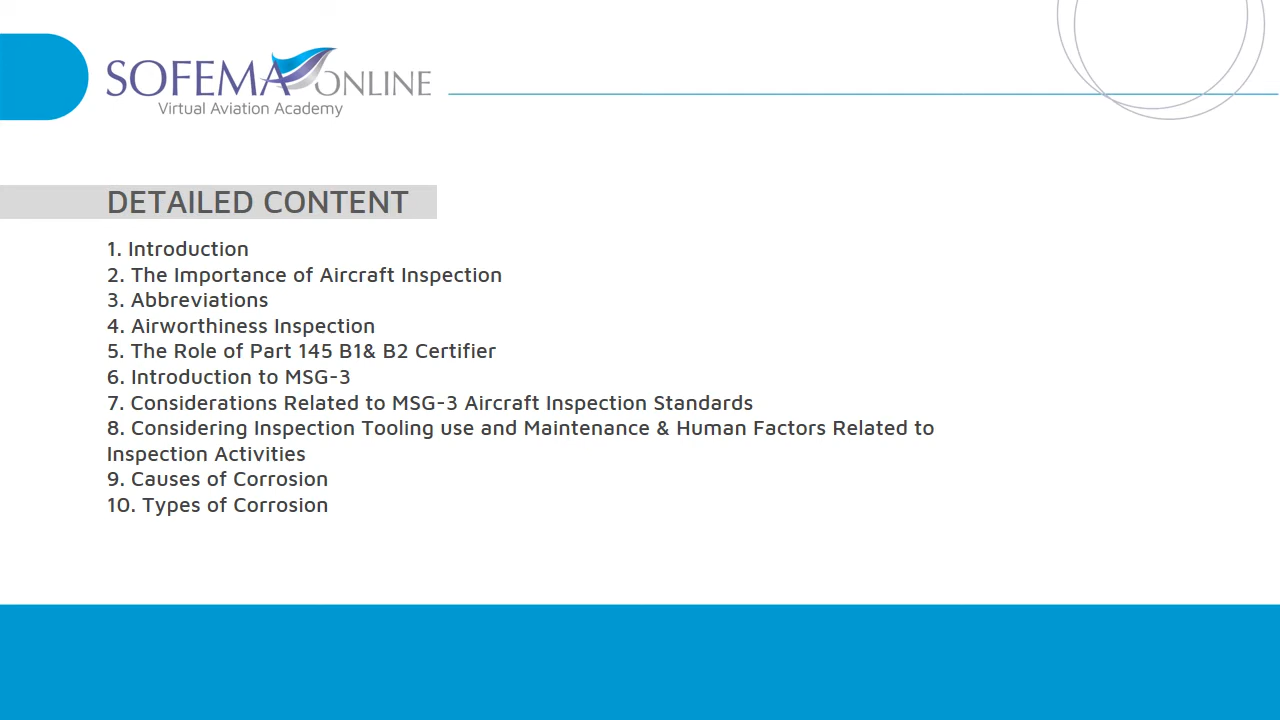 SOFEMA ONLINE
Virtual Aviation Academy
DETAILED CONTENT
1. Introduction
2. The Importance of Aircraft Inspection
3. Abbreviations
4. Airworthiness Inspection
5. The Role of Part 145 B1& B2 Certifier
6. Introduction to MSG-3
7. Considerations Related to MSG-3 Aircraft Inspection Standards
8. Considering Inspection Tooling use and Maintenance & Human Factors Related to
Inspection Activities
9. Causes of Corrosion
10. Types of Corrosion